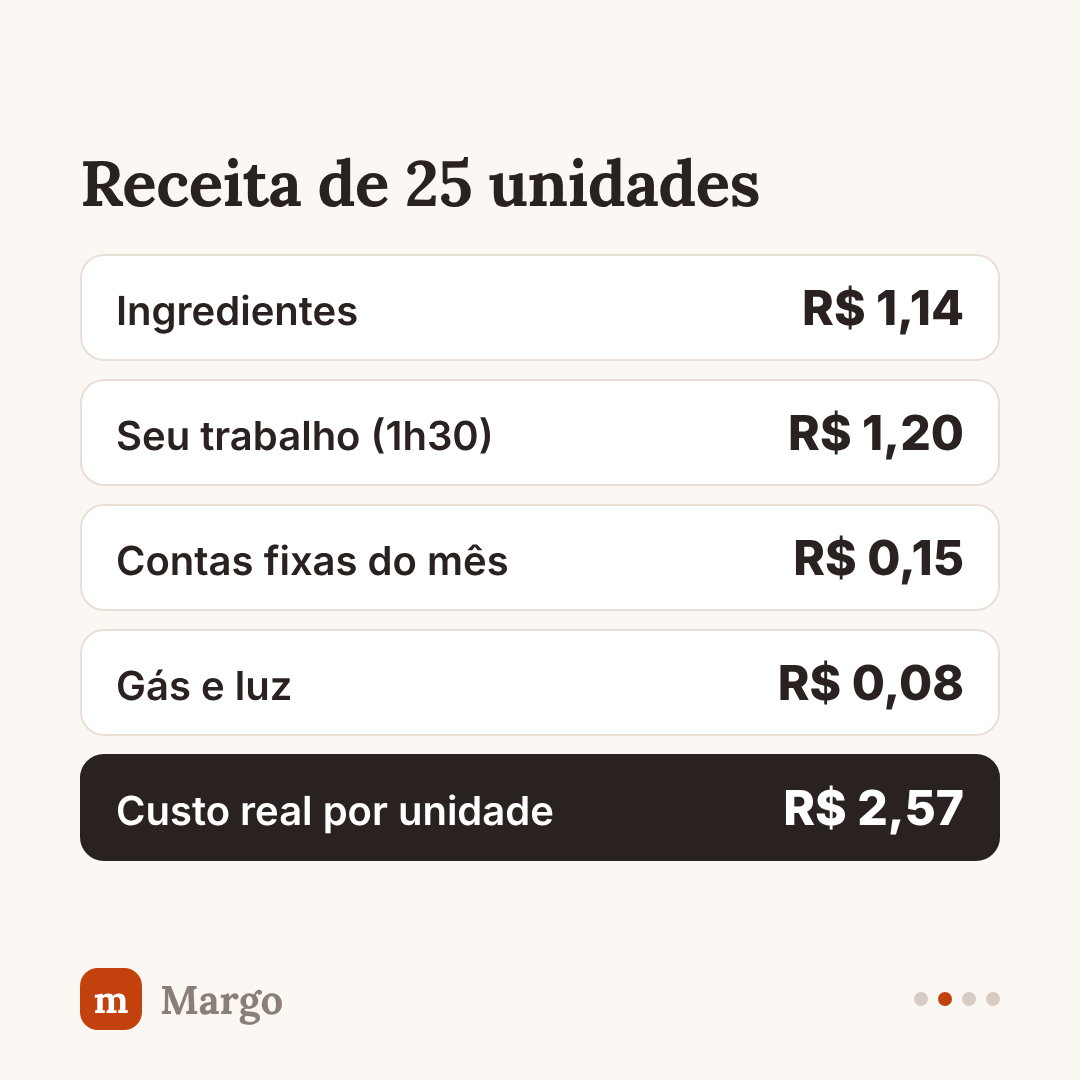 Receita de 25 unidades
Ingredientes R$ 1,14
Seu trabalho (1h30) R$ 1,20
Contas fixas do mês R$ 0,15
Gás e luz R$ 0,08
Custo real por unidade R$ 2,57
m Margo